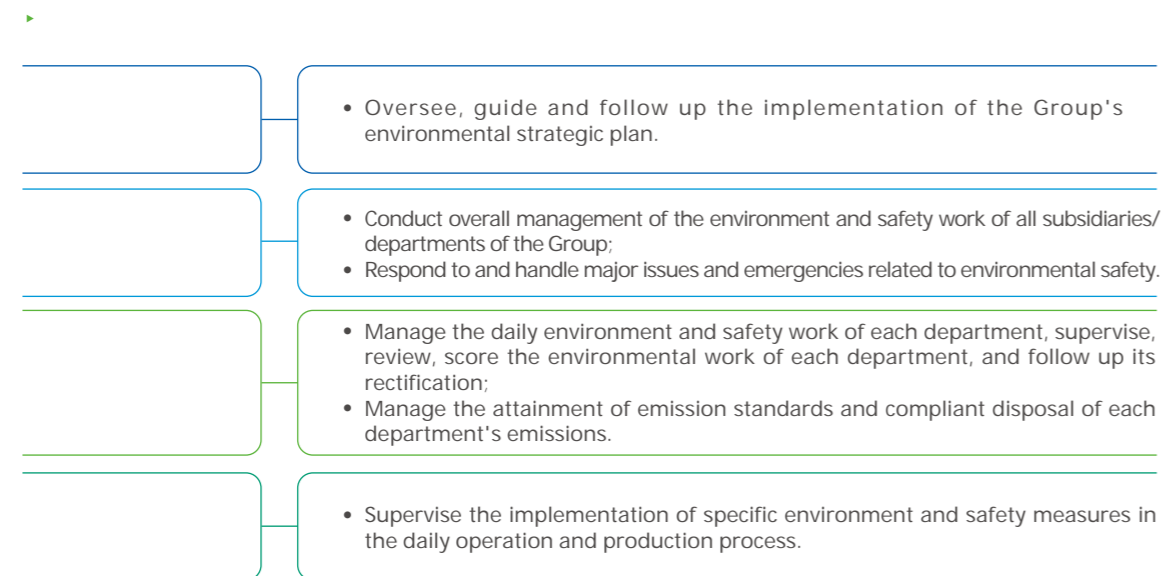 • Oversee, guide and follow up the implementation of the Group's
environmental strategic plan.
• Conduct overall management of the environment and safety work of all subsidiaries/
departments of the Group;
• Respond to and handle major issues and emergencies related to environmental safety.
• Manage the daily environment and safety work of each department, supervise,
review, score the environmental work of each department, and follow up its
rectification;
• Manage the attainment of emission standards and compliant disposal of each
department's emissions.
• Supervise the implementation of specific environment and safety measures in
the daily operation and production process.